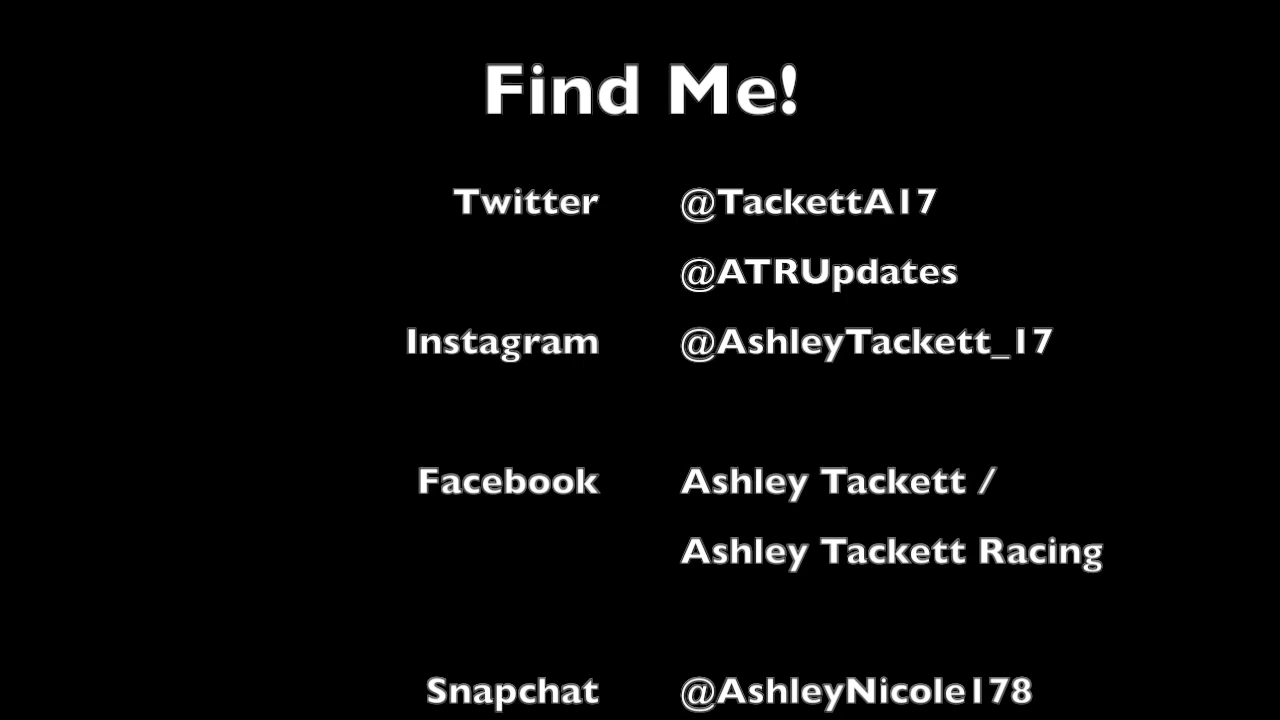 Find Me!
Twitter @TackettA17
@ATRUpdates
Instagram @AshleyTackett_17
Facebook Ashley Tackett /
Ashley Tackett Racing
Snapchat @AshleyNicole178